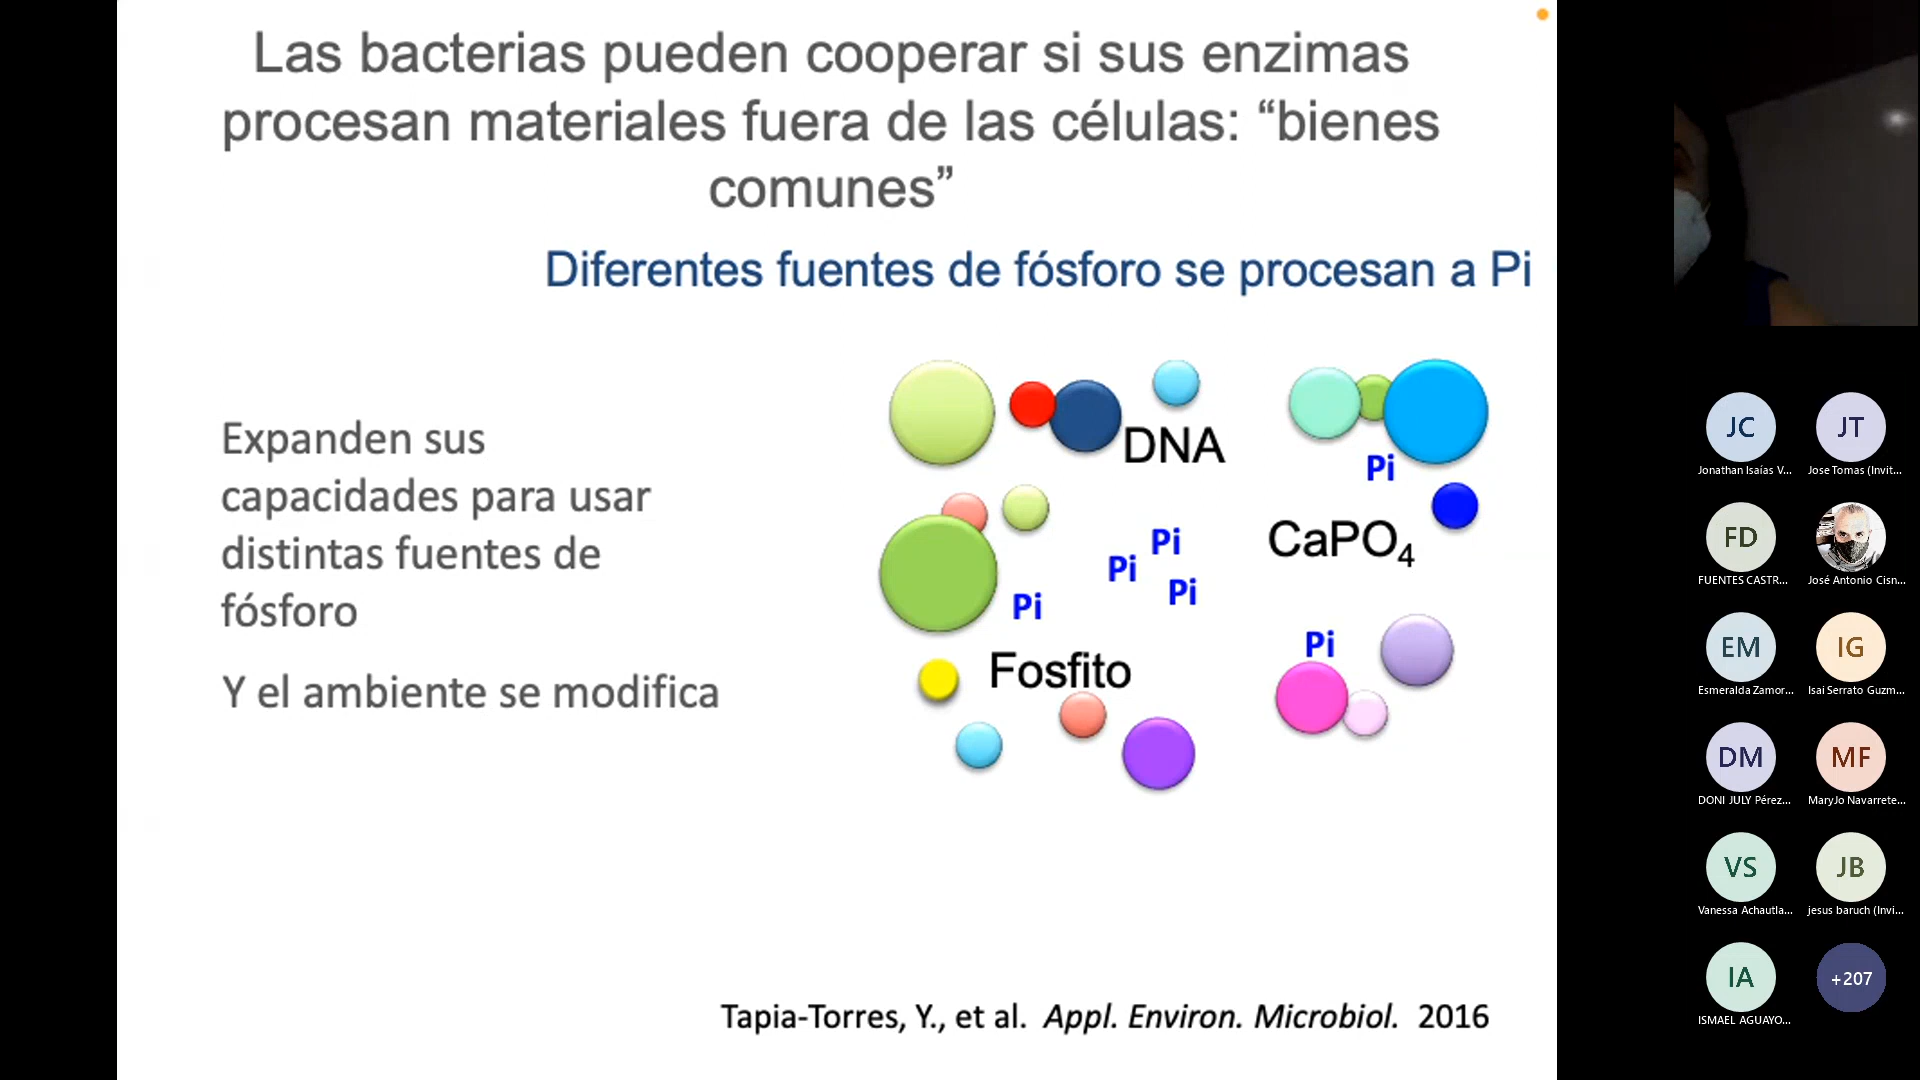 Las bacterias pueden cooperar si sus enzimas
procesan materiales fuera de las células: “bienes
comunes”
Diferentes fuentes de fósforo se procesan a Pi
Expanden sus
capacidades para usar
distintas fuentes de
fósforo
Y el ambiente se modifica
DNA
Pi
CaPO4
Pi
Pi
Pi
Pi
Pi
Fosfito
Tapia-Torres, Y., et al. Appl. Environ. Microbiol. 2016
JC
JT
Jonathan Isaías V...
Jose Tomas (Invit...
FD
FUENTES CASTR...
José Antonio Cisn...
EM
IG
Esmeralda Zamor...
Isai Serrato Guzm...
DM
MF
DONI JULY Pérez...
MaryJo Navarrete...
VS
JB
Vanessa Achautla...
jesus baruch (Invi...
IA
+207
ISMAEL AGUAYO...